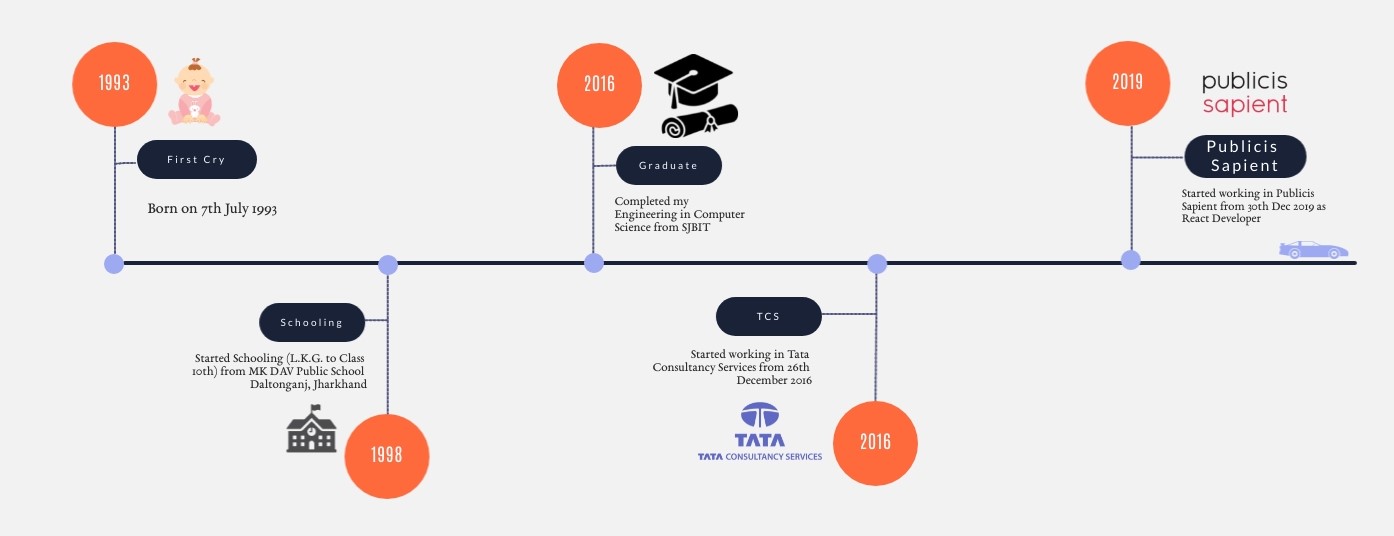 1993
First Cry
Born on 7th July 1993
Schooling
Started Schooling (L.K.G. to Class
10th) from MK DAV Public School
Daltonganj, Jharkhand
1998
2016
Graduate
Completed my
Engineering in Computer
Science from SJBIT
TCS
Started working in Tata
Consultancy Services from 26th
December 2016
TATA
TATA CONSULTANCY SERVICES
2016
2019
publicis
sapient
Publicis
Sapient
Started working in Publicis
Sapient from 30th Dec 2019 as
React Developer